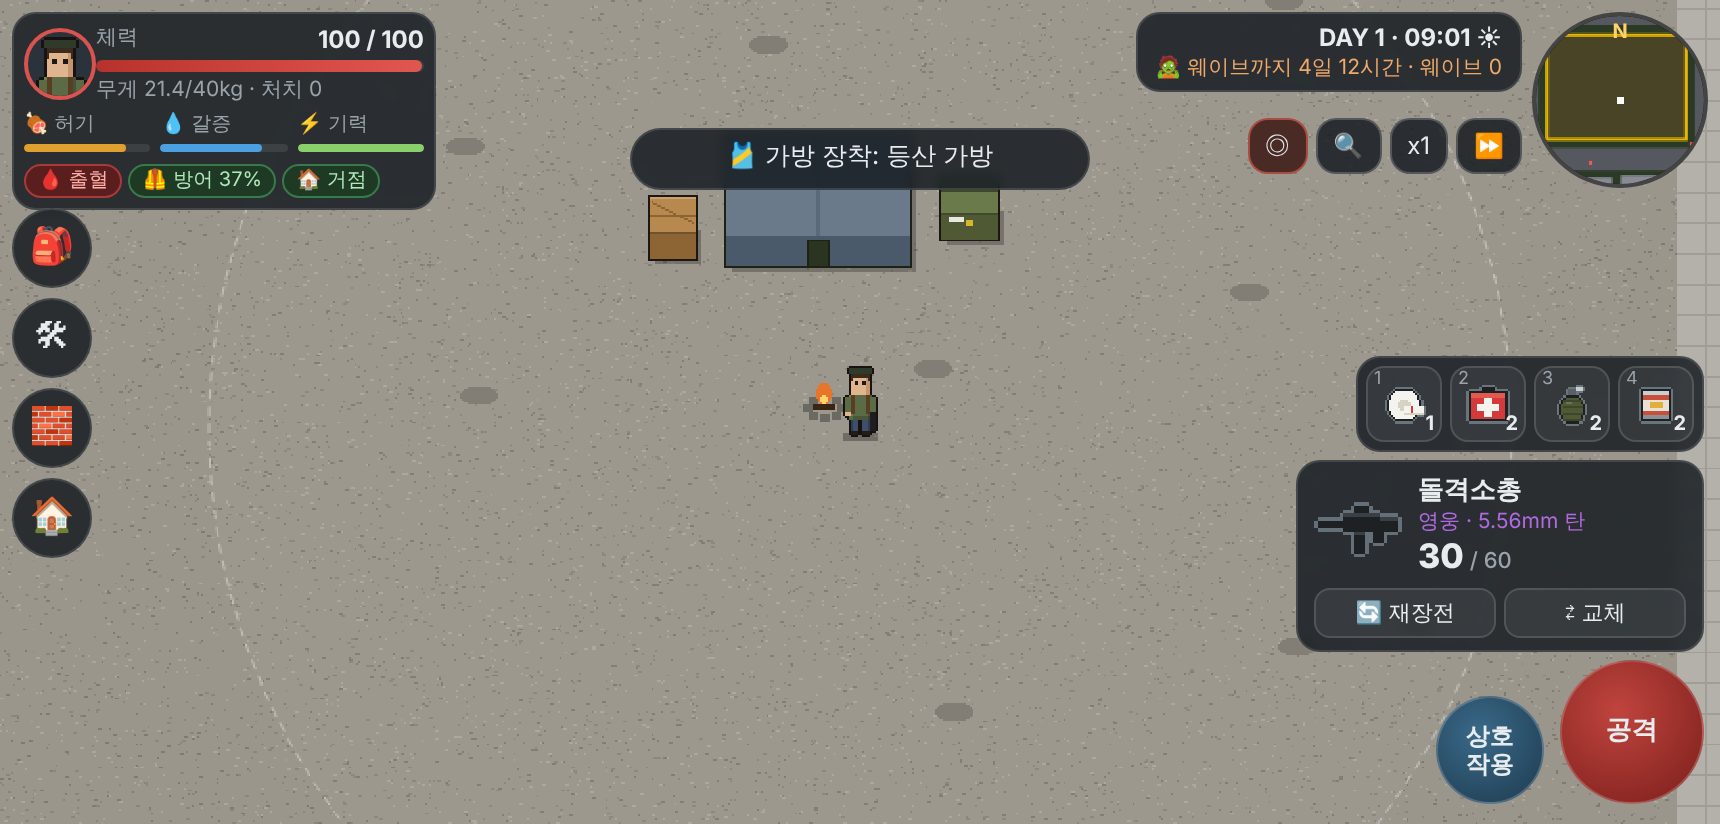 체력
100 / 100
무게 21.4/40kg · 처치 0
허기
갈증
기력
출혈
방어 37%
거점
가방 장착: 등산 가방
DAY 1 · 09:01
웨이브까지 4일 12시간 · 웨이브 0
x1
N
1
1
2
2
3
2
4
2
돌격소총
영웅 · 5.56mm 탄
30 / 60
재장전
교체
상호
작용
공격